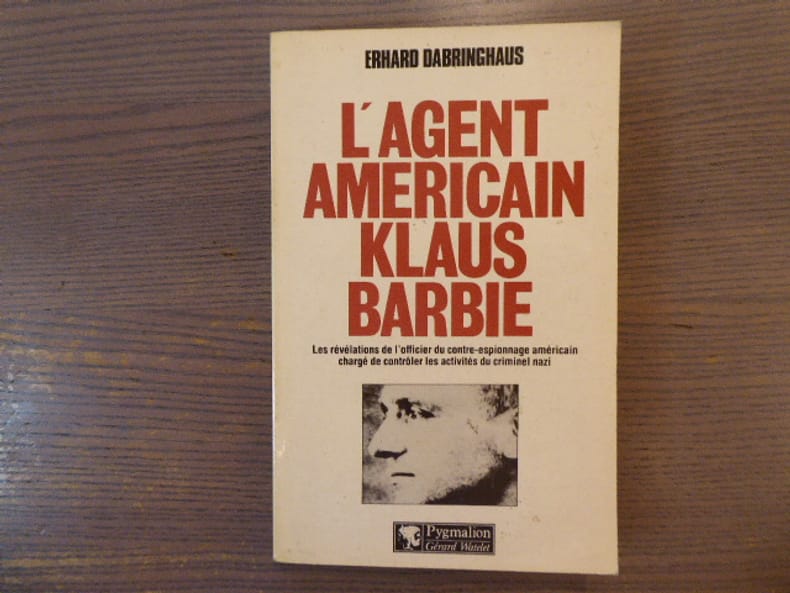 ERHARD DABRINGHAUS
L'AGENT
AMERICAIN
KLAUS
BARBIE
Les révélations de l'officier du contre-espionnage américain
chargé de contrôler les activités du criminel nazi
Pygmalion
Gérard Watelet